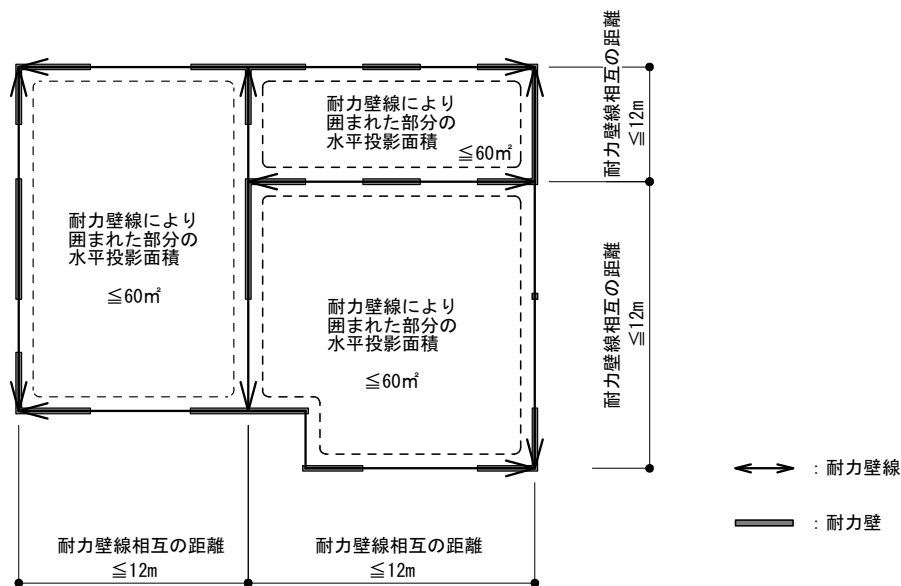 耐力壁線により
囲まれた部分の
水平投影面積
≦60㎡
耐力壁線相互の距離
≦12m
耐力壁線により
囲まれた部分の
水平投影面積
≦60㎡
耐力壁線により
囲まれた部分の
水平投影面積
≦60㎡
耐力壁線相互の距離
≦12m
：耐力壁線
：耐力壁
耐力壁線相互の距離
≦12m
耐力壁線相互の距離
≦12m